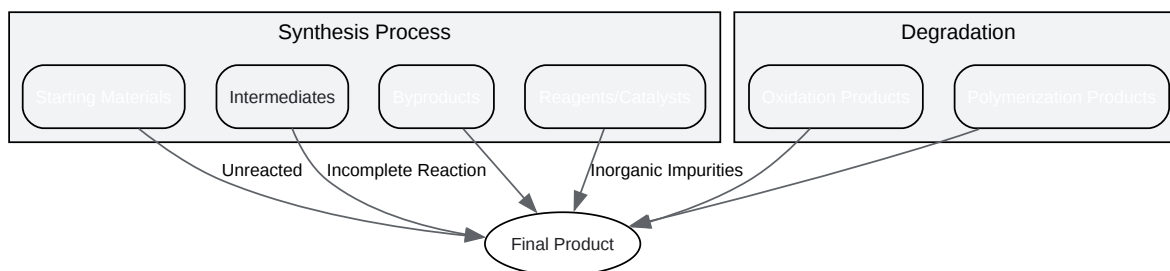 Synthesis Process
Degradation
Starting Materials
Intermediates
Byproducts
Reagents/Catalysts
Oxidation Products
Polymerization Products
Unreacted
Incomplete Reaction
Inorganic Impurities
Final Product